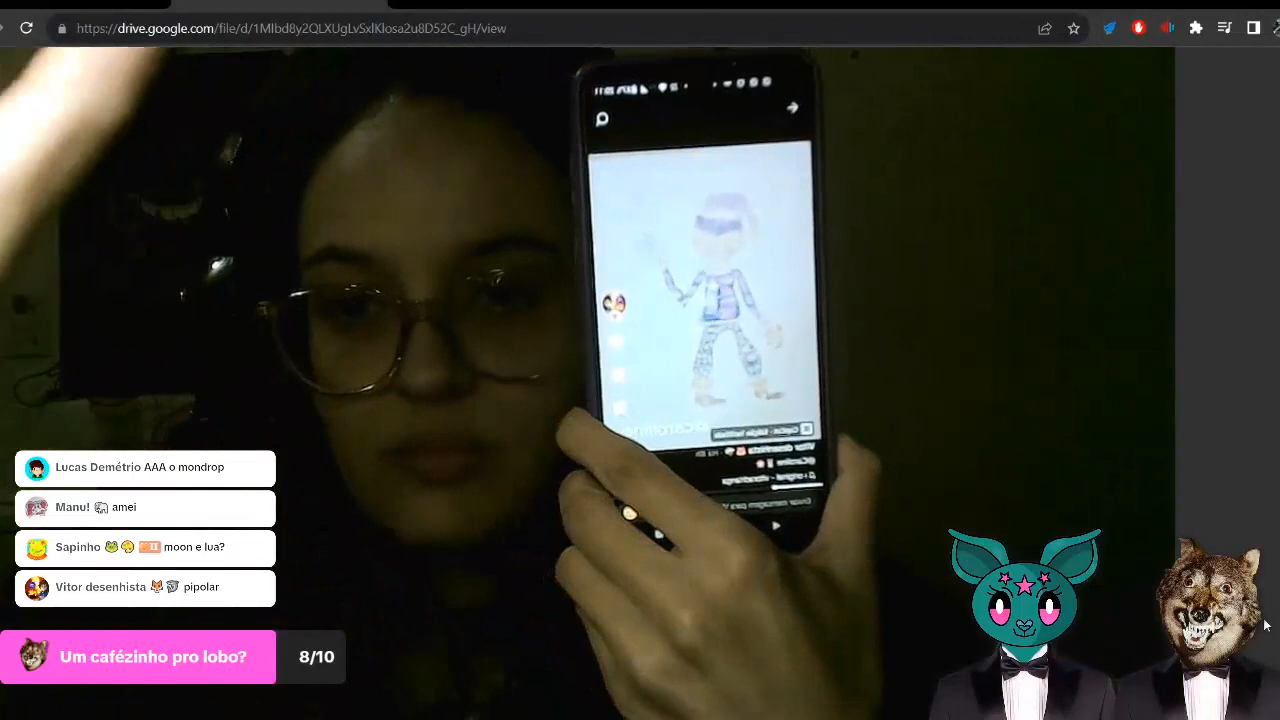 https://drive.google.com/file/d/1MIbd8y2QLXUgLvSxlKlosa2u8D52C_gH/view
Lucas Demétrio AAA o mondrop
Manu! amei
Sapinho moon e lua?
Vitor desenhista pipolar
Um cafézinho pro lobo? 8/10